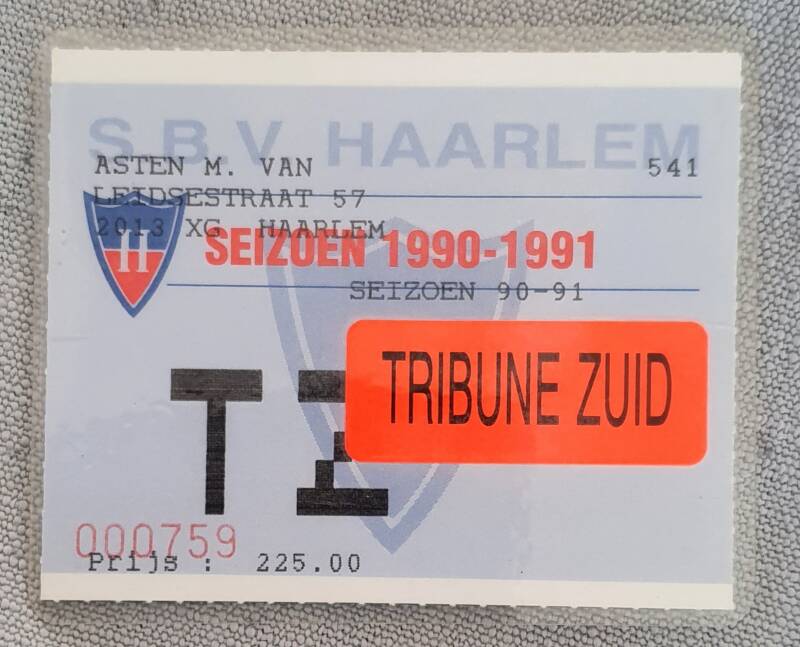 S.B.V HAARLEM
ASTEN M. VAN 541
LEIDSESTRAAT 57
2013 XG HAARLEM
H
SEIZOEN 1990-1991
SEIZOEN 90-91
TRIBUNE ZUID
TZ
000759
Prijs : 225.00